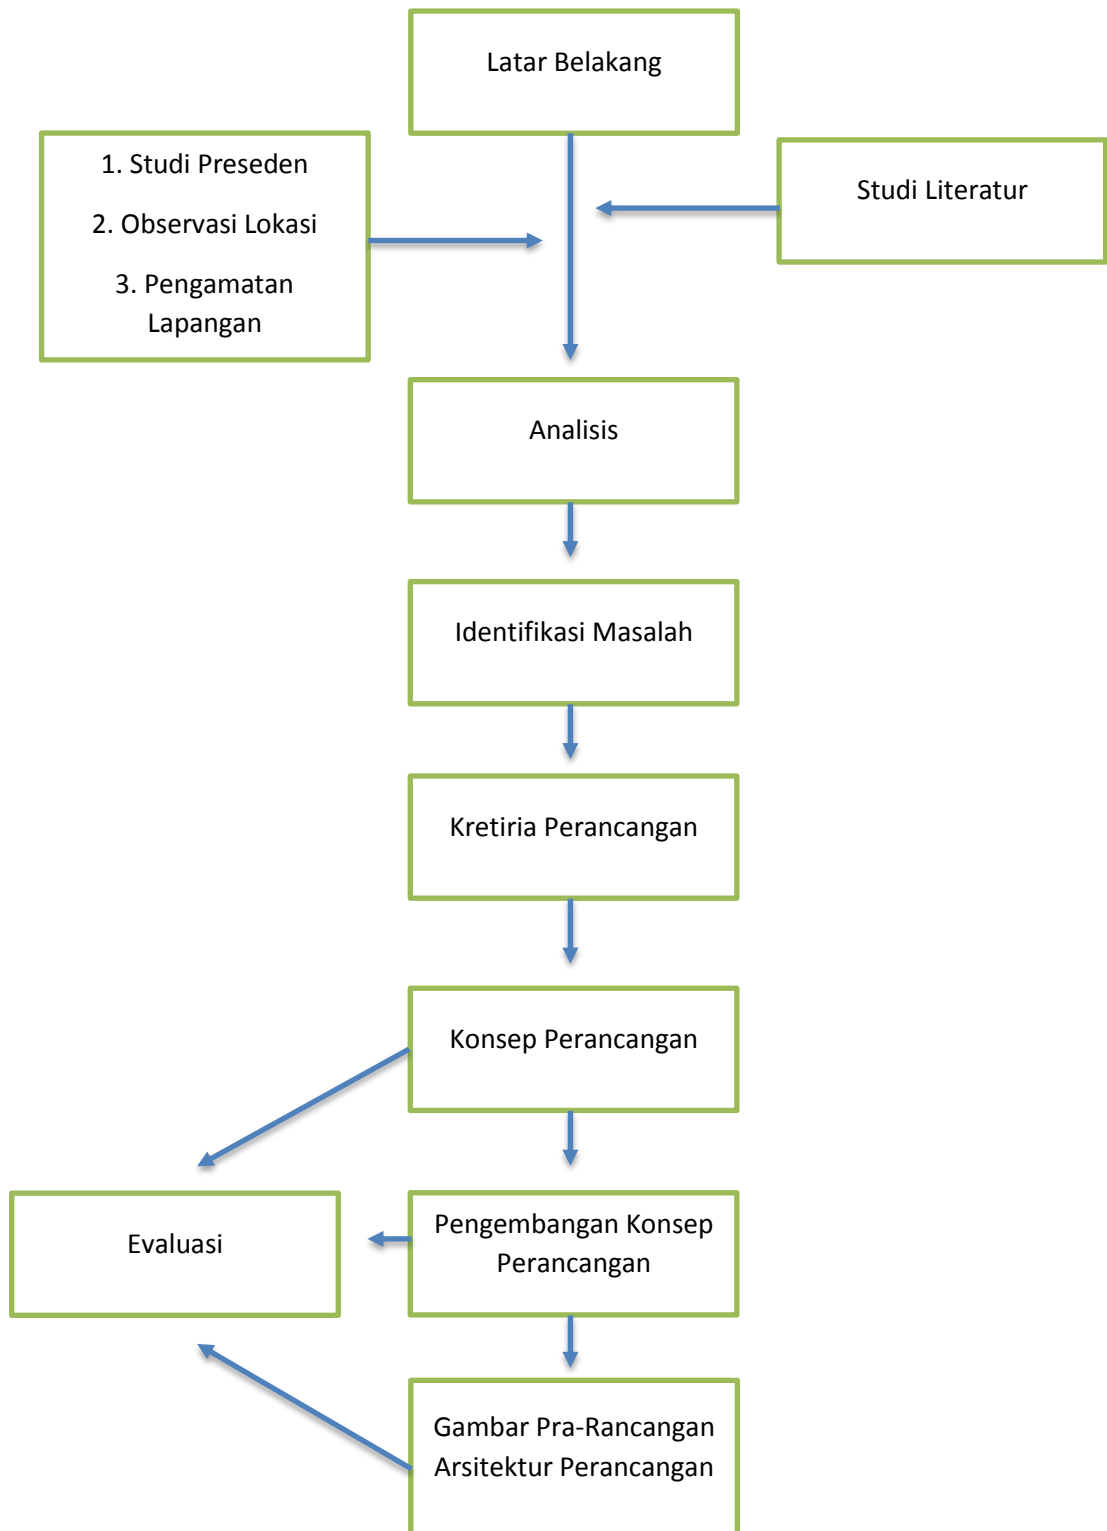 Latar Belakang
1. Studi Preseden
2. Observasi Lokasi
3. Pengamatan
Lapangan
Studi Literatur
Analisis
Identifikasi Masalah
Kretiria Perancangan
Konsep Perancangan
Evaluasi
Pengembangan Konsep
Perancangan
Gambar Pra-Rancangan
Arsitektur Perancangan